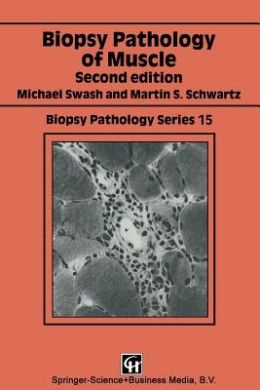 Biopsy Pathology
of Muscle
Second edition
Michael Swash and Martin S. Schwartz
Biopsy Pathology Series 15
Springer-Science+Business Media, B.V.